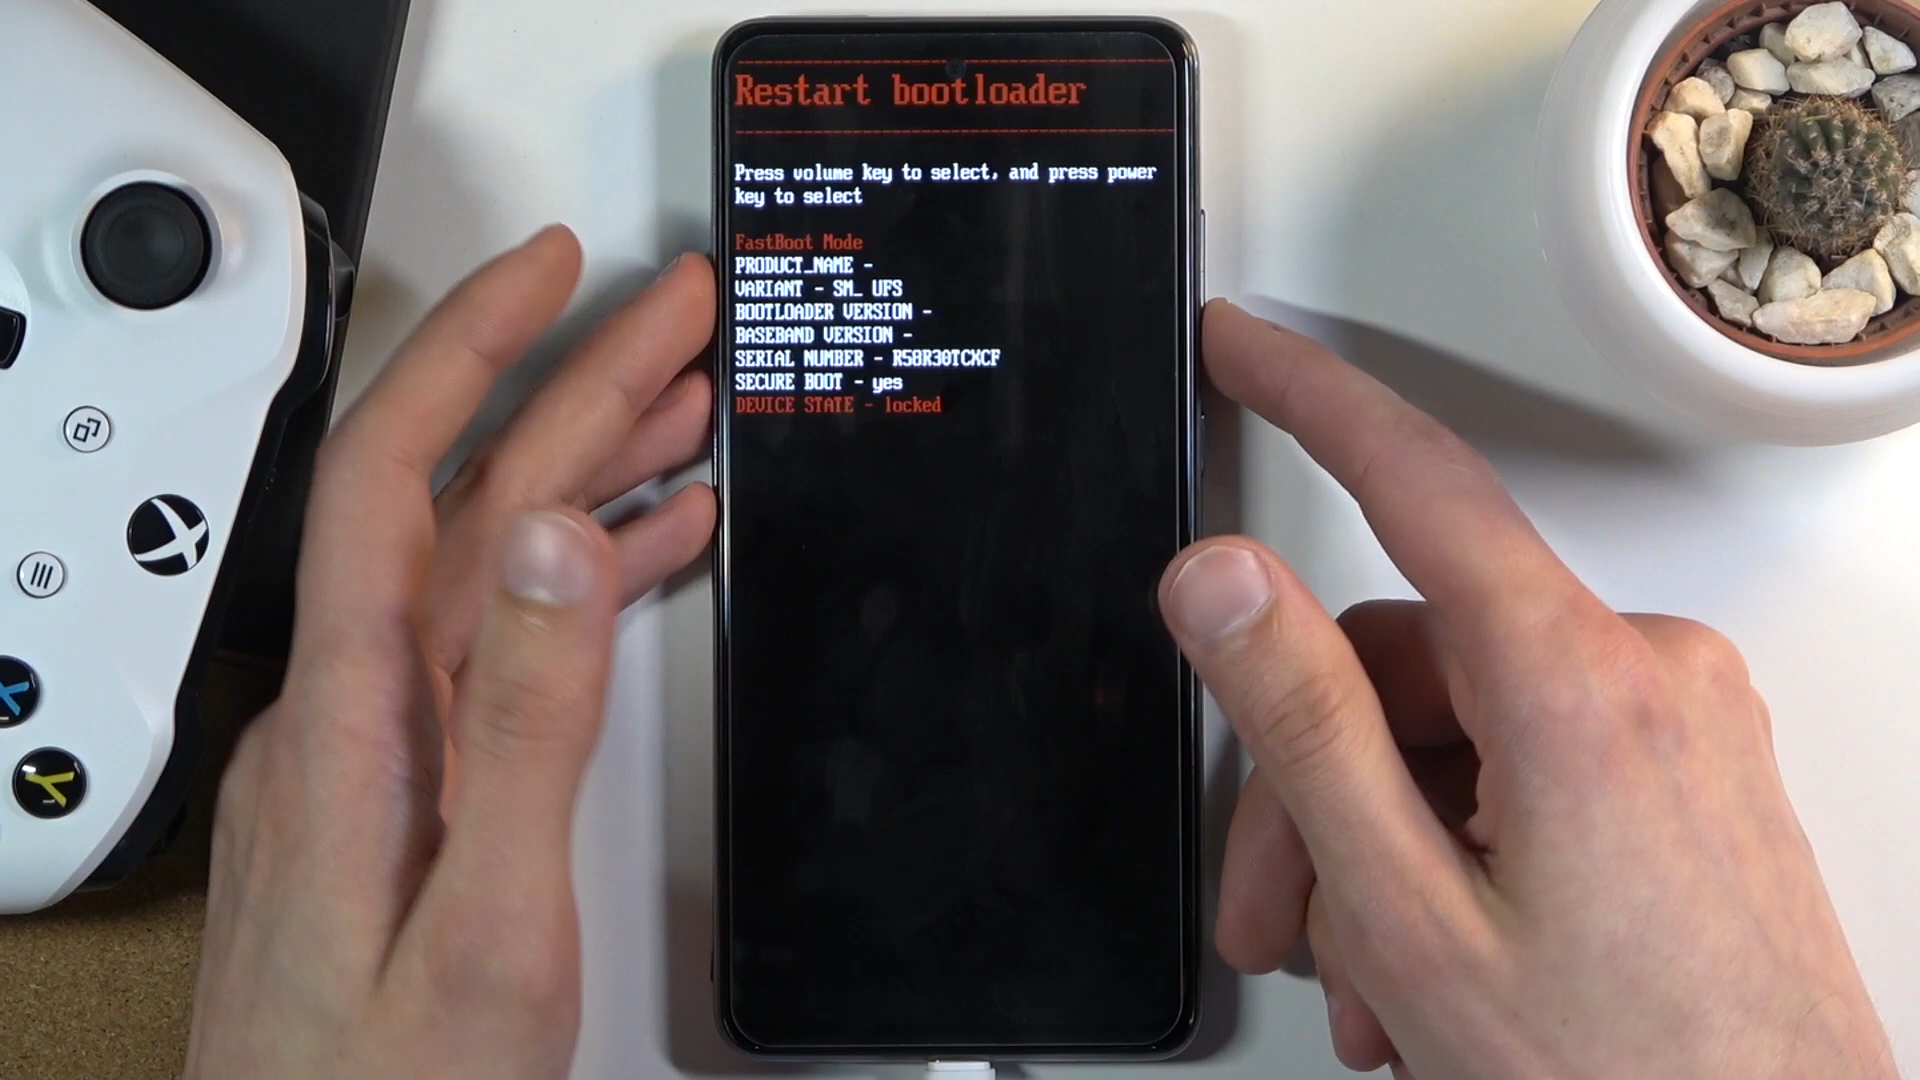 Restart bootloader
Press volume key to select, and press power
key to select
FastBoot Mode
PRODUCT_NAME -
VARIANT - SM_ UFS
BOOTLOADER VERSION -
BASEBAND VERSION -
SERIAL NUMBER - R58R30TCXCF
SECURE BOOT - yes
DEVICE STATE - locked
X
Y